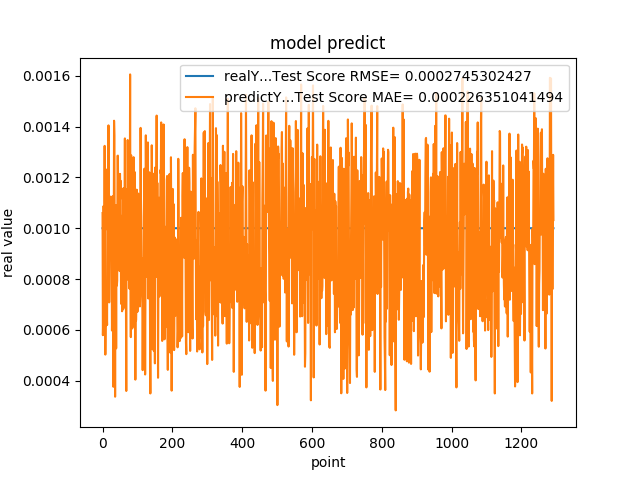 model predict
realY...Test Score RMSE= 0.0002745302427
predictY...Test Score MAE= 0.000226351041494
0.0016
0.0014
0.0012
0.0010
0.0008
0.0006
0.0004
real value
0 200 400 600 800 1000 1200
point